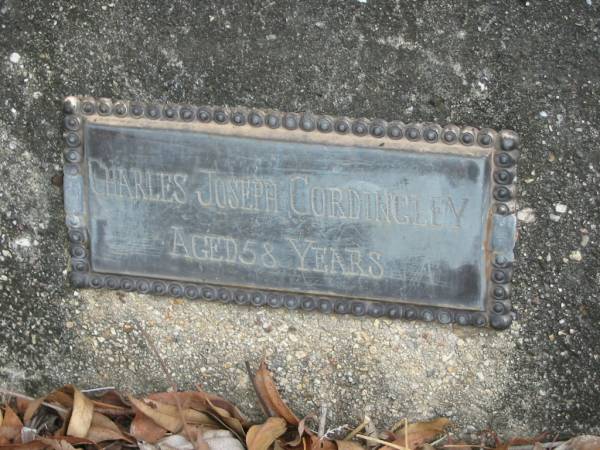 CHARLES JOSEPH CORDINGLEY
AGED 58 YEARS